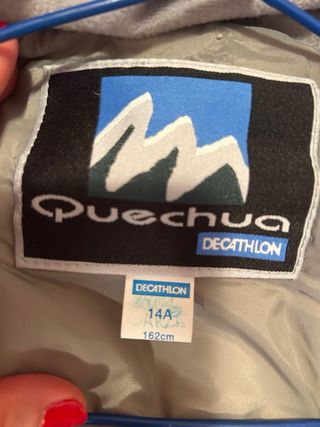 Quechua
DECATHLON
DECATHLON
14A
162cm